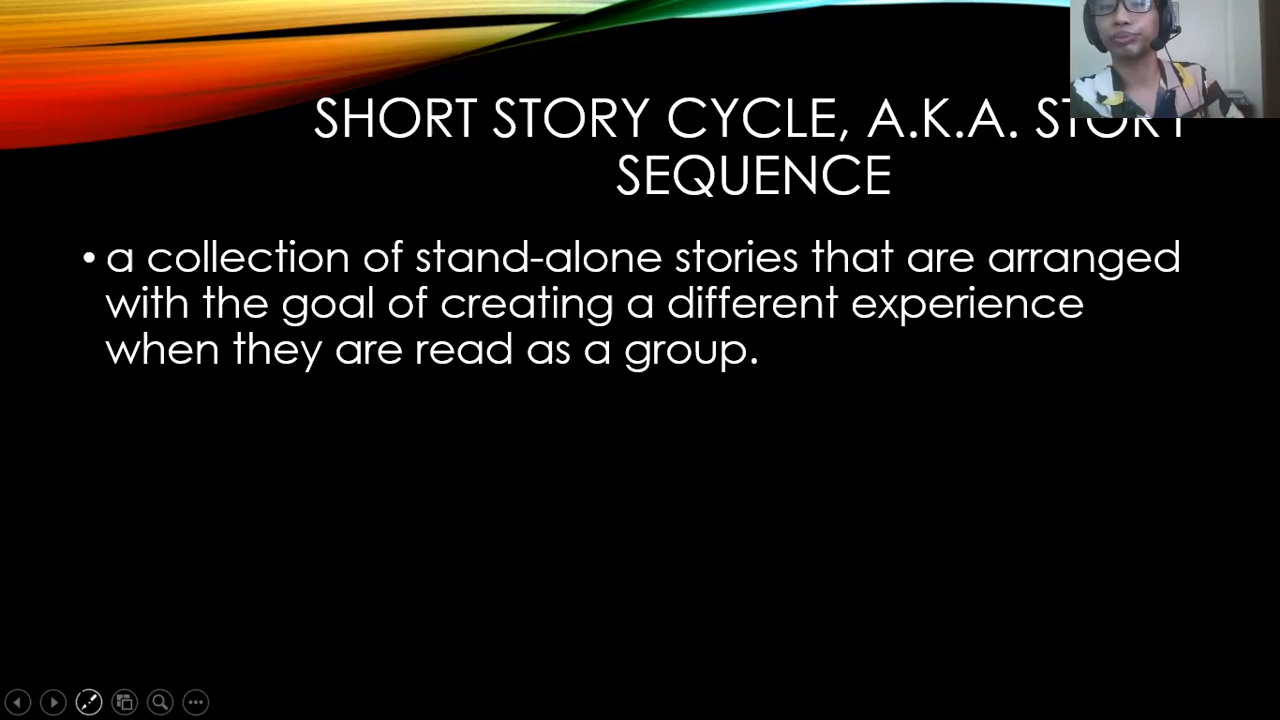 SHORT STORY CYCLE, A.K.A. STORY
SEQUENCE
• a collection of stand-alone stories that are arranged
with the goal of creating a different experience
when they are read as a group.